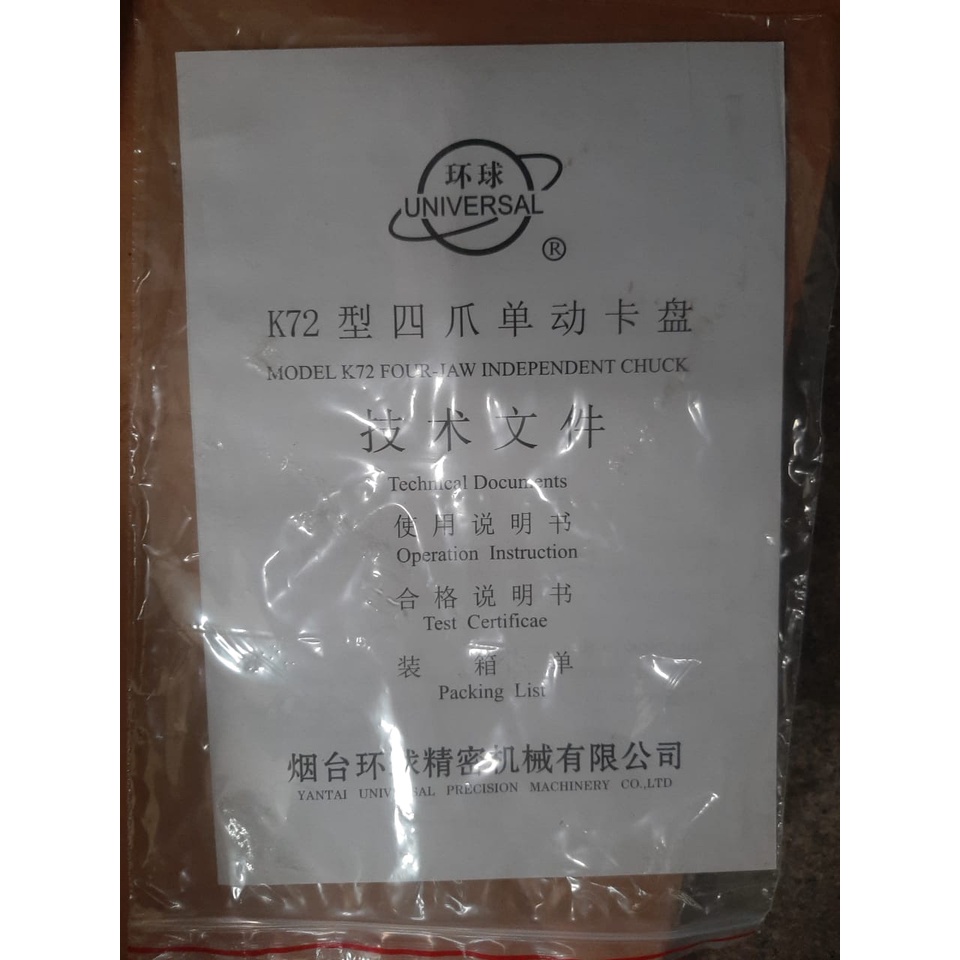 环球
UNIVERSAL
®
K72型四爪单动卡盘
MODEL K72 FOUR-JAW INDEPENDENT CHUCK
技术文件
Technical Documents
使用说明书
Operation Instruction
合格说明书
Test Certificae
装箱单
Packing List
烟台环球精密机械有限公司
YANTAI UNIVERSAL PRECISION MACHINERY CO.,LTD